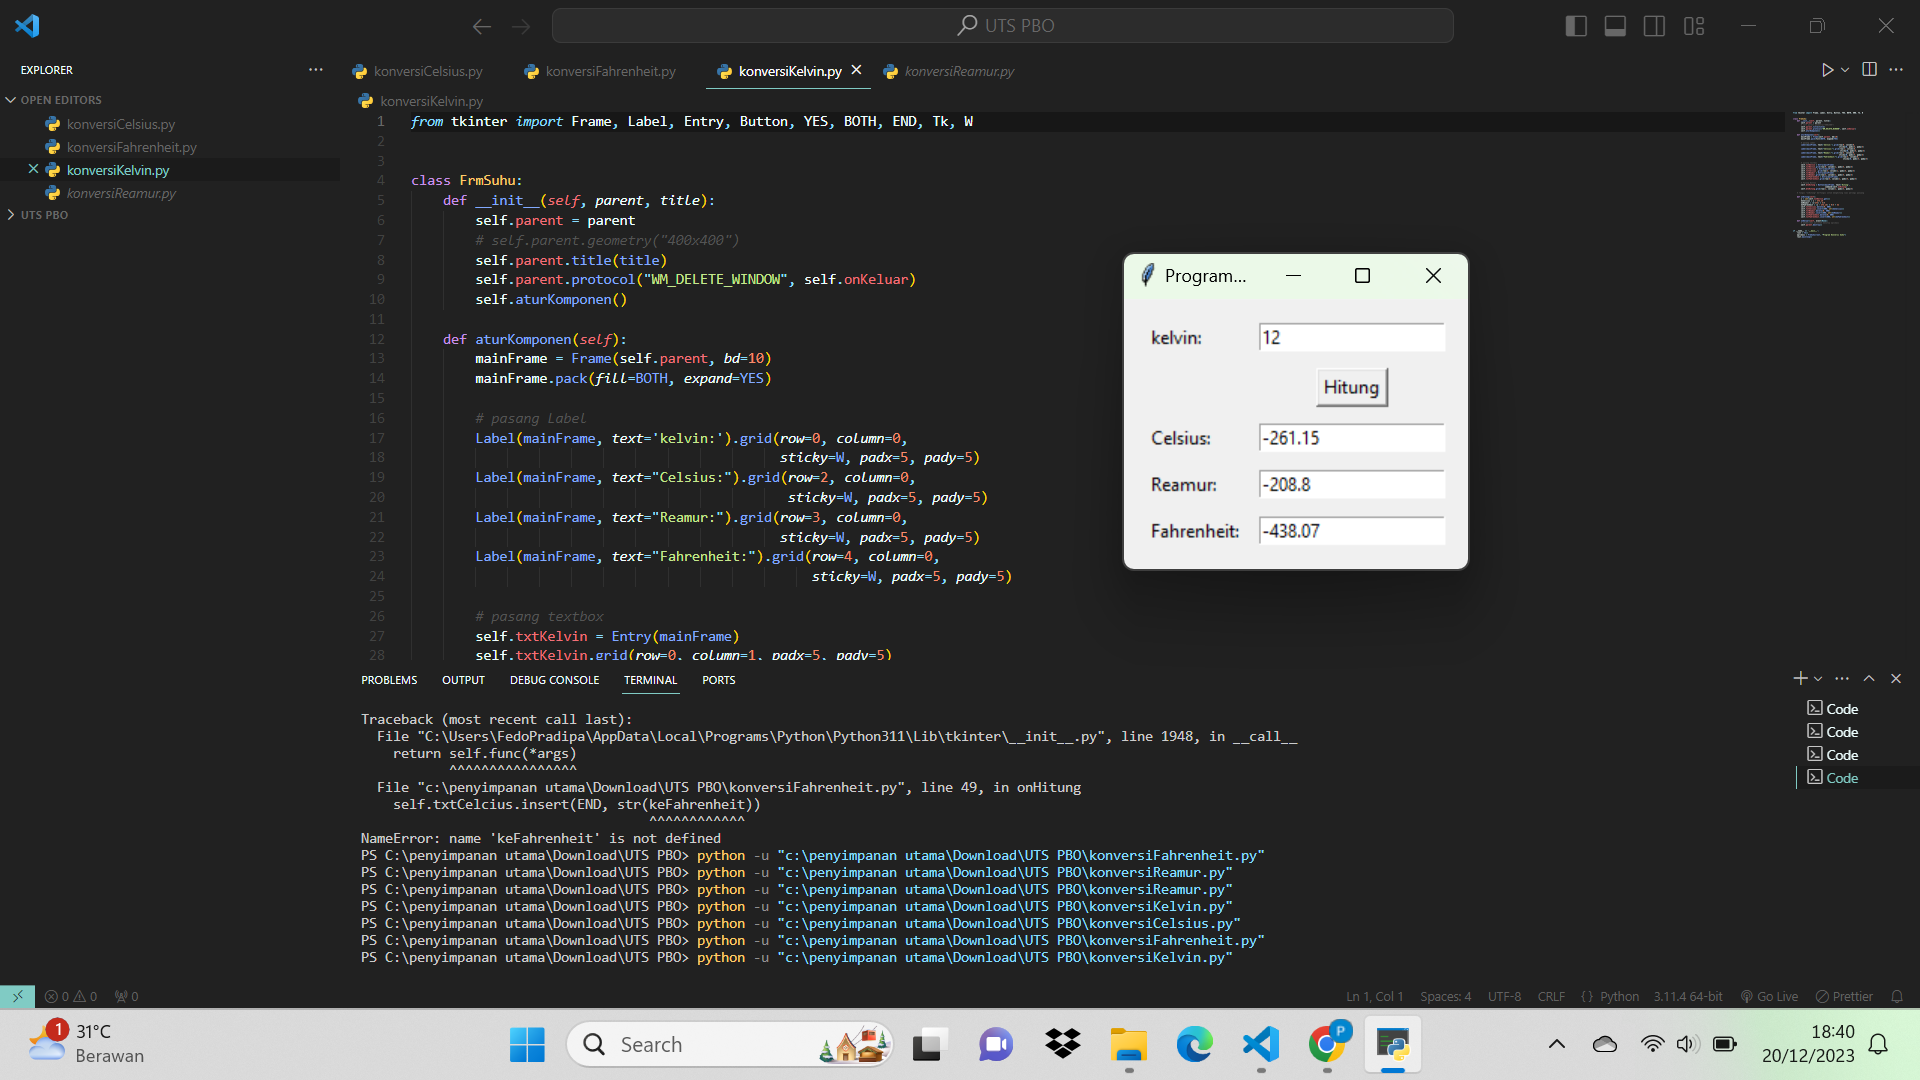 UTS PBO
EXPLORER
OPEN EDITORS
konversiCelsius.py
konversiFahrenheit.py
konversiKelvin.py
konversiReamur.py
UTS PBO
konversiCelsius.py konversiFahrenheit.py konversiKelvin.py konversiReamur.py
konversiKelvin.py
1 from tkinter import Frame, Label, Entry, Button, YES, BOTH, END, Tk, W
2
3
4 class FrmSuhu:
5 def __init__(self, parent, title):
6 self.parent = parent
7 # self.parent.geometry("400x400")
8 self.parent.title(title)
9 self.parent.protocol("WM_DELETE_WINDOW", self.onKeluar)
10 self.aturKomponen()
11
12 def aturKomponen(self):
13 mainFrame = Frame(self.parent, bd=10)
14 mainFrame.pack(fill=BOTH, expand=YES)
15
16 # pasang Label
17 Label(mainFrame, text='kelvin:').grid(row=0, column=0,
18 sticky=W, padx=5, pady=5)
19 Label(mainFrame, text="Celsius:").grid(row=2, column=0,
20 sticky=W, padx=5, pady=5)
21 Label(mainFrame, text="Reamur:").grid(row=3, column=0,
22 sticky=W, padx=5, pady=5)
23 Label(mainFrame, text="Fahrenheit:").grid(row=4, column=0,
24 sticky=W, padx=5, pady=5)
25
26 # pasang textbox
27 self.txtKelvin = Entry(mainFrame)
28 self.txtKelvin.grid(row=0, column=1, padx=5, pady=5)
Program...
kelvin: 12
Hitung
Celsius: -261.15
Reamur: -208.8
Fahrenheit: -438.07
PROBLEMS OUTPUT DEBUG CONSOLE TERMINAL PORTS
Traceback (most recent call last):
File "C:\Users\FedoPradipa\AppData\Local\Programs\Python\Python311\Lib\tkinter\__init__.py", line 1948, in __call__
return self.func(*args)
^^^^^^^^^^^^^^^^
File "c:\penyimpanan utama\Download\UTS PBO\konversiFahrenheit.py", line 49, in onHitung
self.txtCelcius.insert(END, str(keFahrenheit))
^^^^^^^^^^^^
NameError: name 'keFahrenheit' is not defined
PS C:\penyimpanan utama\Download\UTS PBO> python -u "c:\penyimpanan utama\Download\UTS PBO\konversiFahrenheit.py"
PS C:\penyimpanan utama\Download\UTS PBO> python -u "c:\penyimpanan utama\Download\UTS PBO\konversiReamur.py"
PS C:\penyimpanan utama\Download\UTS PBO> python -u "c:\penyimpanan utama\Download\UTS PBO\konversiReamur.py"
PS C:\penyimpanan utama\Download\UTS PBO> python -u "c:\penyimpanan utama\Download\UTS PBO\konversiKelvin.py"
PS C:\penyimpanan utama\Download\UTS PBO> python -u "c:\penyimpanan utama\Download\UTS PBO\konversiCelsius.py"
PS C:\penyimpanan utama\Download\UTS PBO> python -u "c:\penyimpanan utama\Download\UTS PBO\konversiFahrenheit.py"
PS C:\penyimpanan utama\Download\UTS PBO> python -u "c:\penyimpanan utama\Download\UTS PBO\konversiKelvin.py"
Code
Code
Code
Code
0 0 0 Ln 1, Col 1 Spaces: 4 UTF-8 CRLF {} Python 3.11.4 64-bit Go Live Prettier
1 31°C
Berawan
Search
P
18:40
20/12/2023